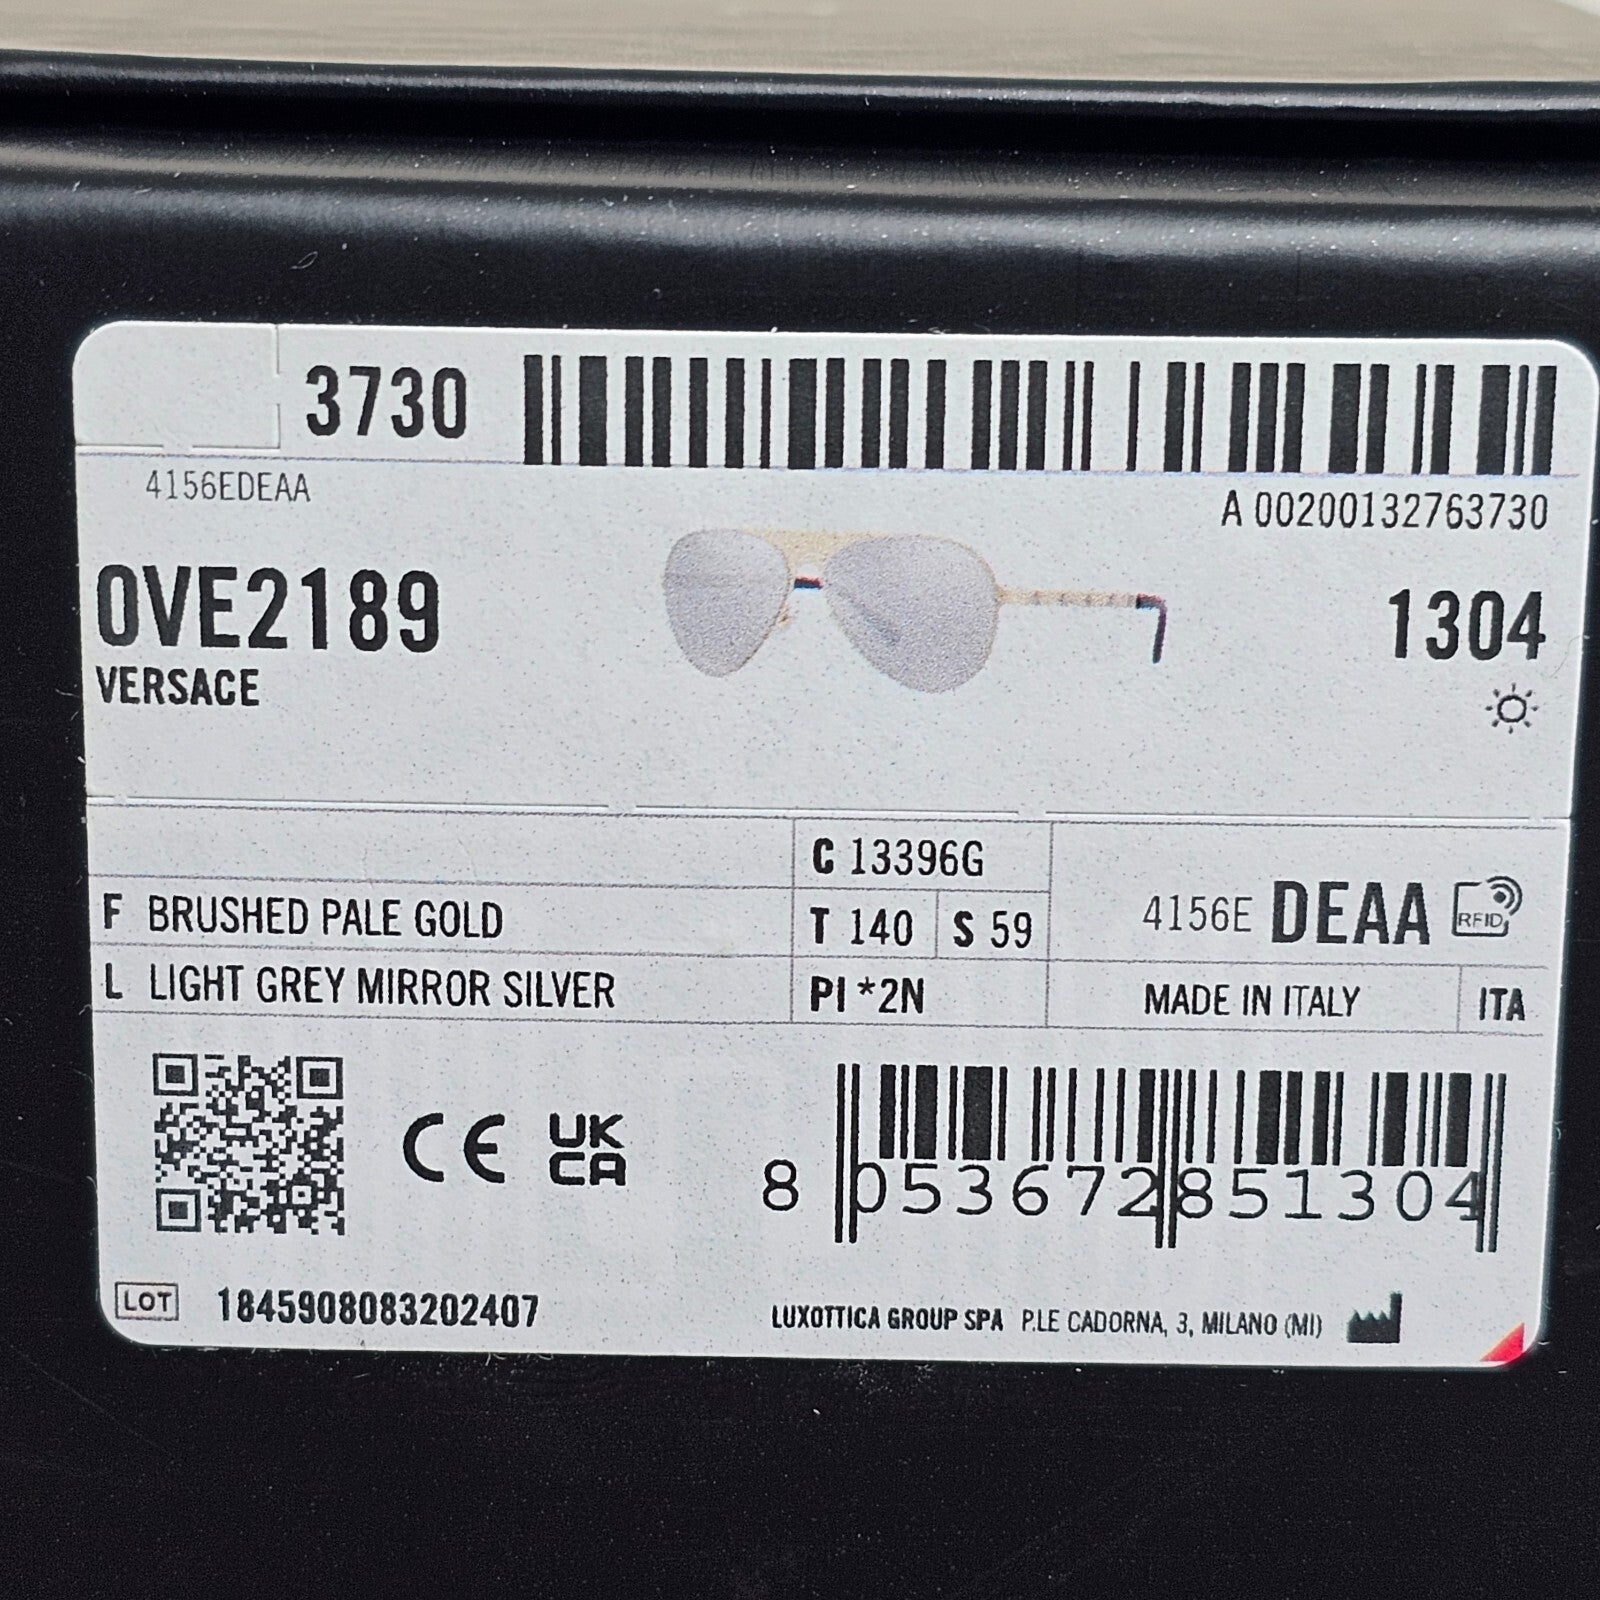 3730
4156EDEAA
A 00200132763730
0VE2189
1304
VERSACE
C 13396G
F BRUSHED PALE GOLD
T 140 S 59
4156E DEAA RFID
L LIGHT GREY MIRROR SILVER
PI *2N
MADE IN ITALY ITA
CE UK CA
8 053672 851304
LOT 1845908083202407
LUXOTTICA GROUP SPA P.LE CADORNA, 3, MILANO (MI)